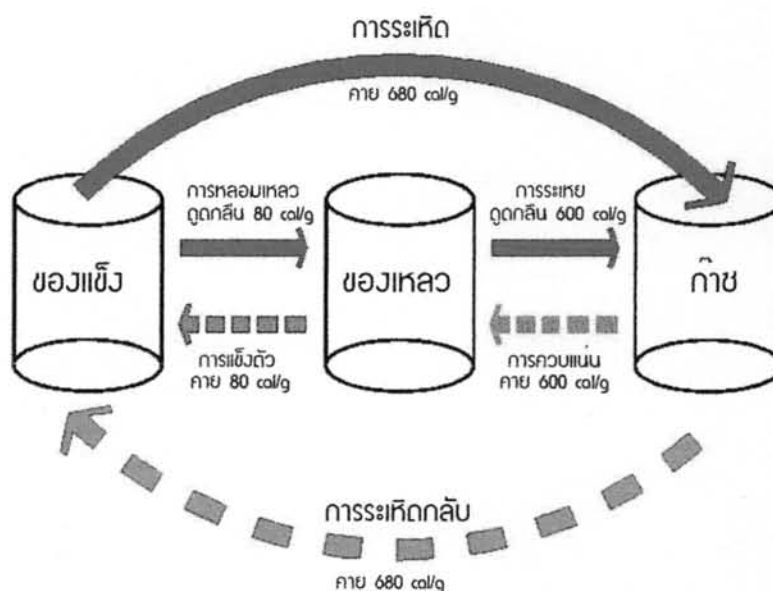 การระเหิด
คาย 680 cal/g
การหลอมเหลว
ดูดกลืน 80 cal/g
การระเหย
ดูดกลืน 600 cal/g
ของแข็ง
ของเหลว
ก๊าซ
การแข็งตัว
คาย 80 cal/g
การควบแน่น
คาย 600 cal/g
การระเหิดกลับ
คาย 680 cal/g